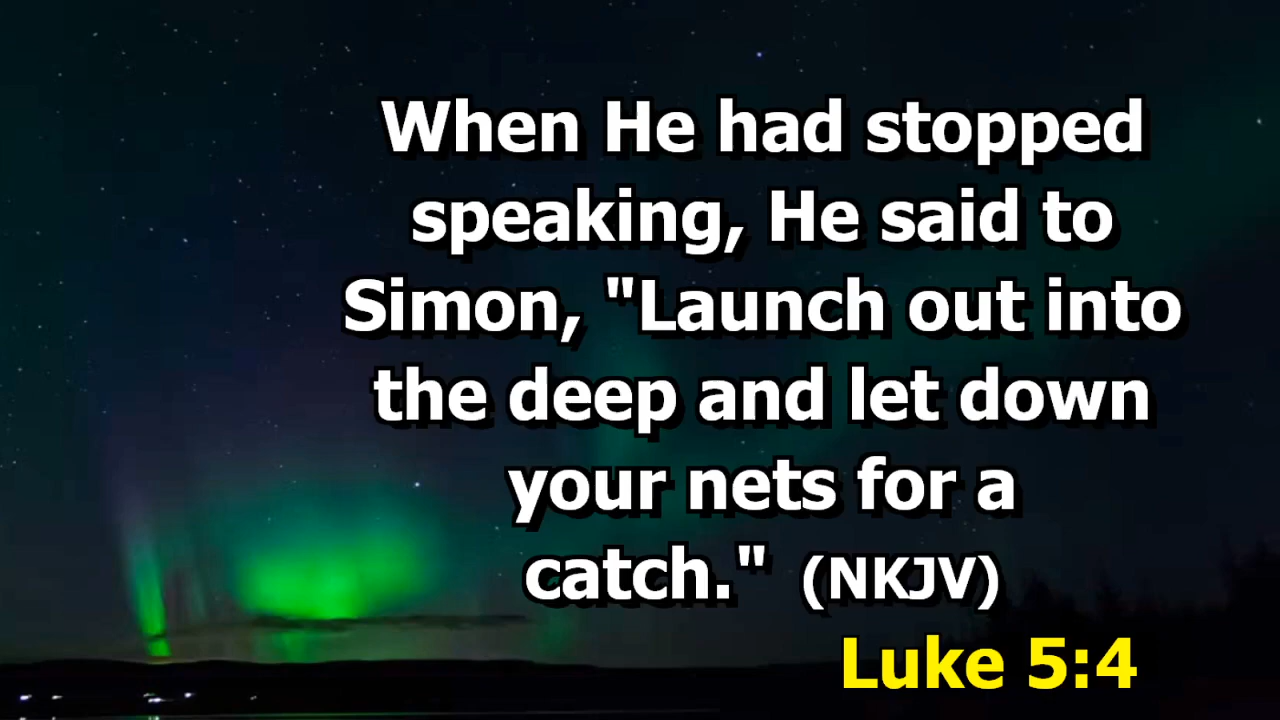 When He had stopped
speaking, He said to
Simon, "Launch out into
the deep and let down
your nets for a
catch." (NKJV)
Luke 5:4